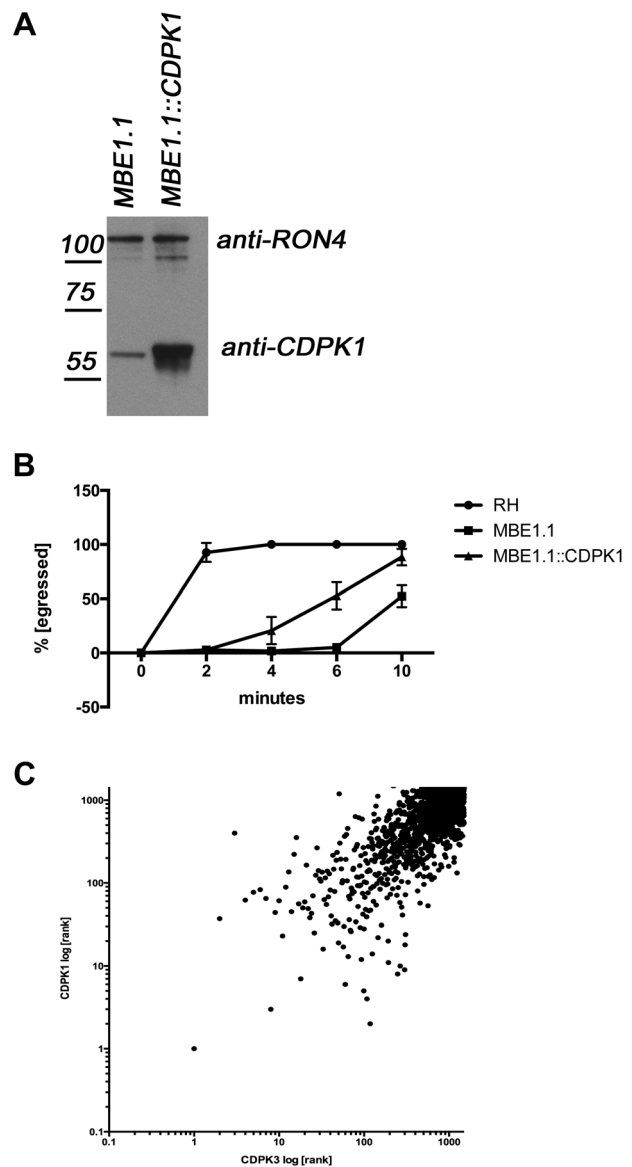 A
MBE1.1
MBE1.1::CDPK1
100
anti-RON4
75
anti-CDPK1
55
B
150
100
50
0
-50
% [egressed]
0 2 4 6 10
minutes
RH
MBE1.1
MBE1.1::CDPK1
C
1000
100
10
1
0.1
CDPK1 log [rank]
0.1 1 10 100 1000
CDPK3 log [rank]